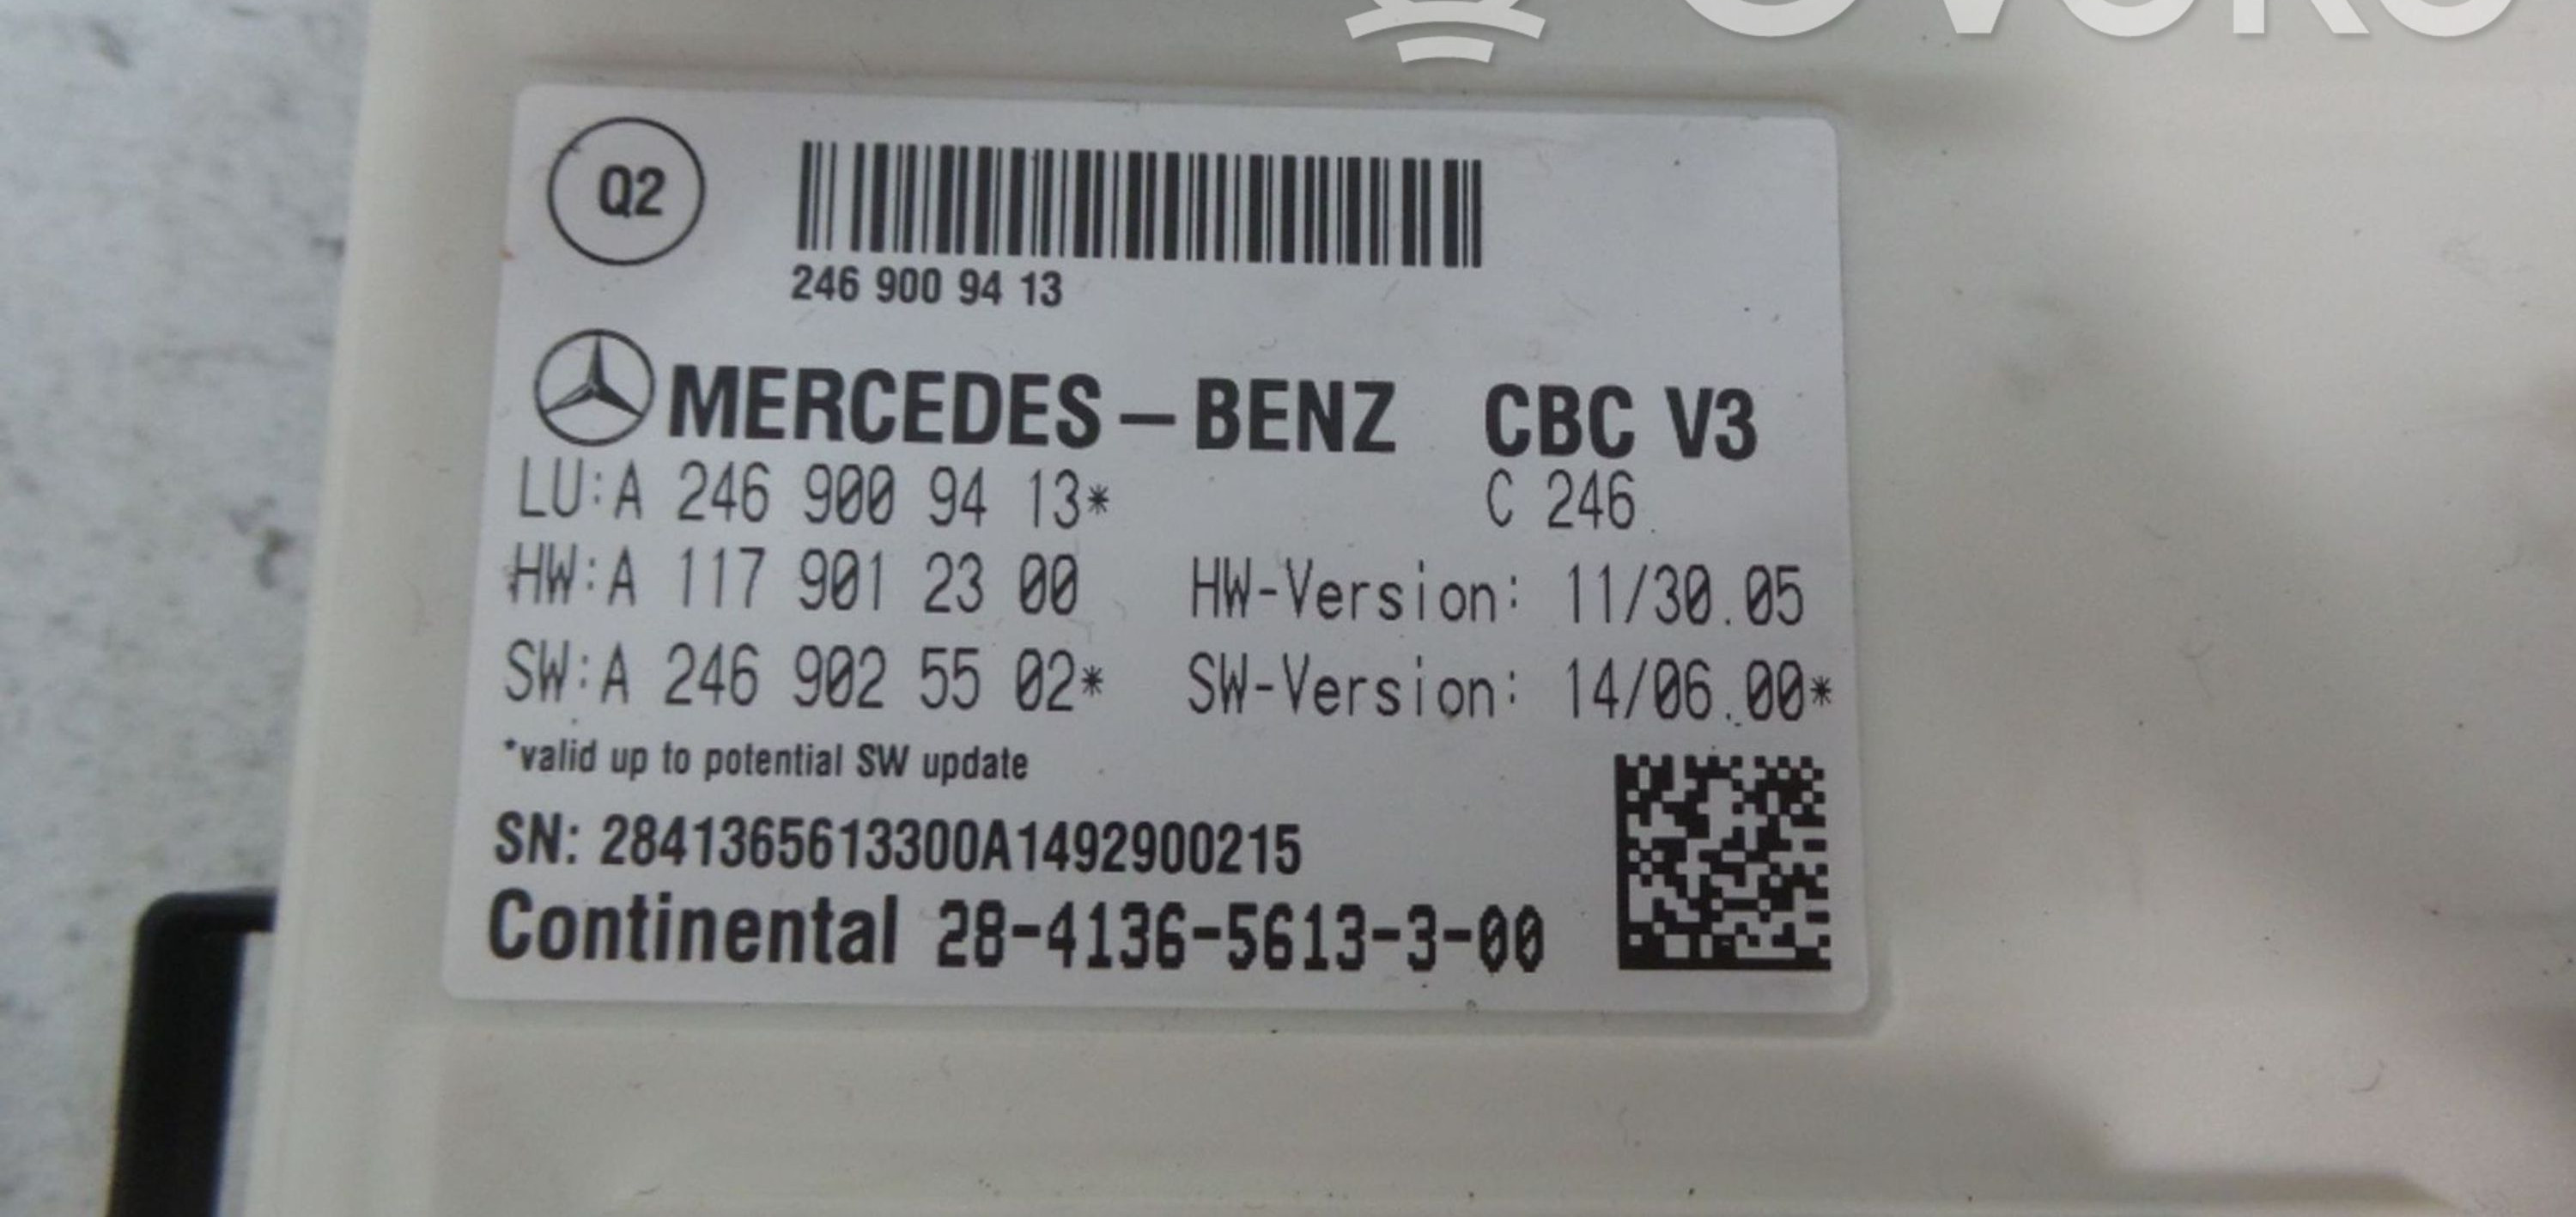 Q2
246 900 94 13
MERCEDES-BENZ CBC V3
LU:A 246 900 94 13* C 246
HW:A 117 901 23 00 HW-Version: 11/30.05
SW:A 246 902 55 02* SW-Version: 14/06.00*
*valid up to potential SW update
SN: 2841365613300A1492900215
Continental 28-4136-5613-3-00